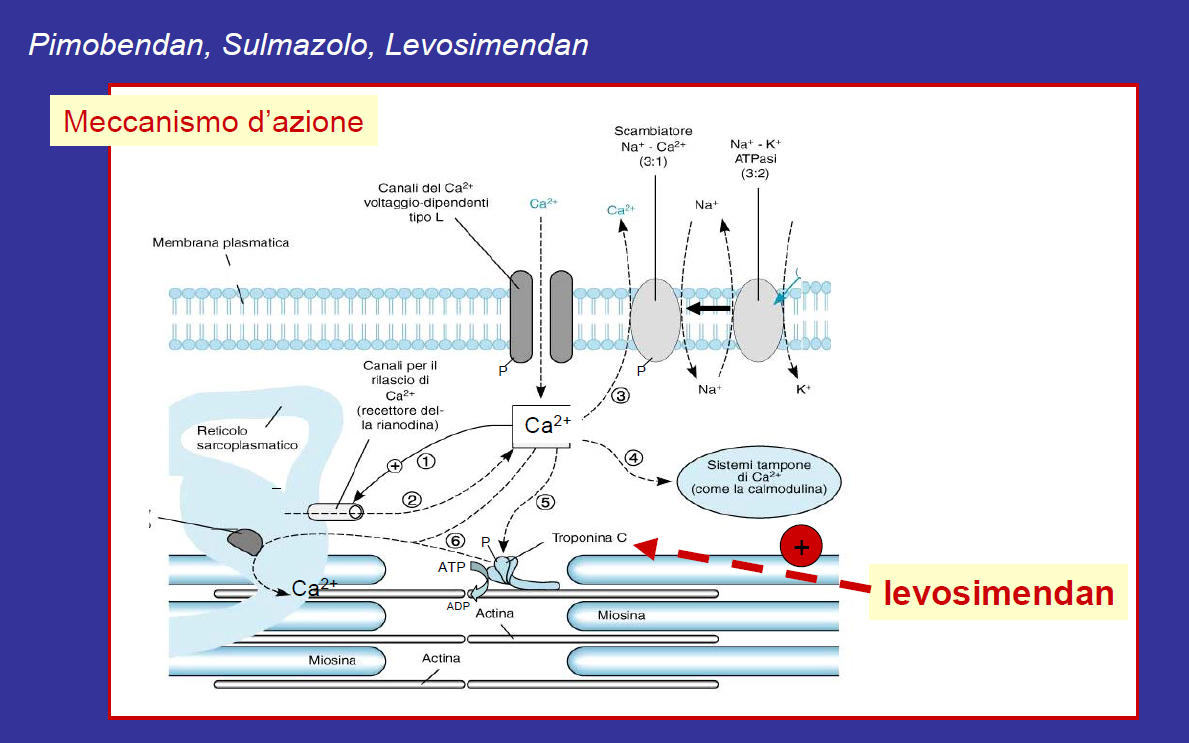 Pimobendan, Sulmazolo, Levosimendan
Meccanismo d’azione
Scambiatore
Na⁺ - Ca²⁺
(3:1)
Na⁺ - K⁺
ATPasi
(3:2)
Canali del Ca²⁺
voltaggio-dipendenti
tipo L
Ca²⁺
Ca²⁺
Na⁺
Membrana plasmatica
P
P
Na⁺
K⁺
Canali per il
rilascio di
Ca²⁺
(recettore del-
la rianodina)
3
Ca²⁺
Reticolo
sarcoplasmatico
+
1
4
Sistemi tampone
di Ca²⁺
(come la calmodulina)
2
5
–
6
P
Troponina C
+
ATP
Ca²⁺
levosimendan
ADP
Actina
Miosina
Miosina
Actina